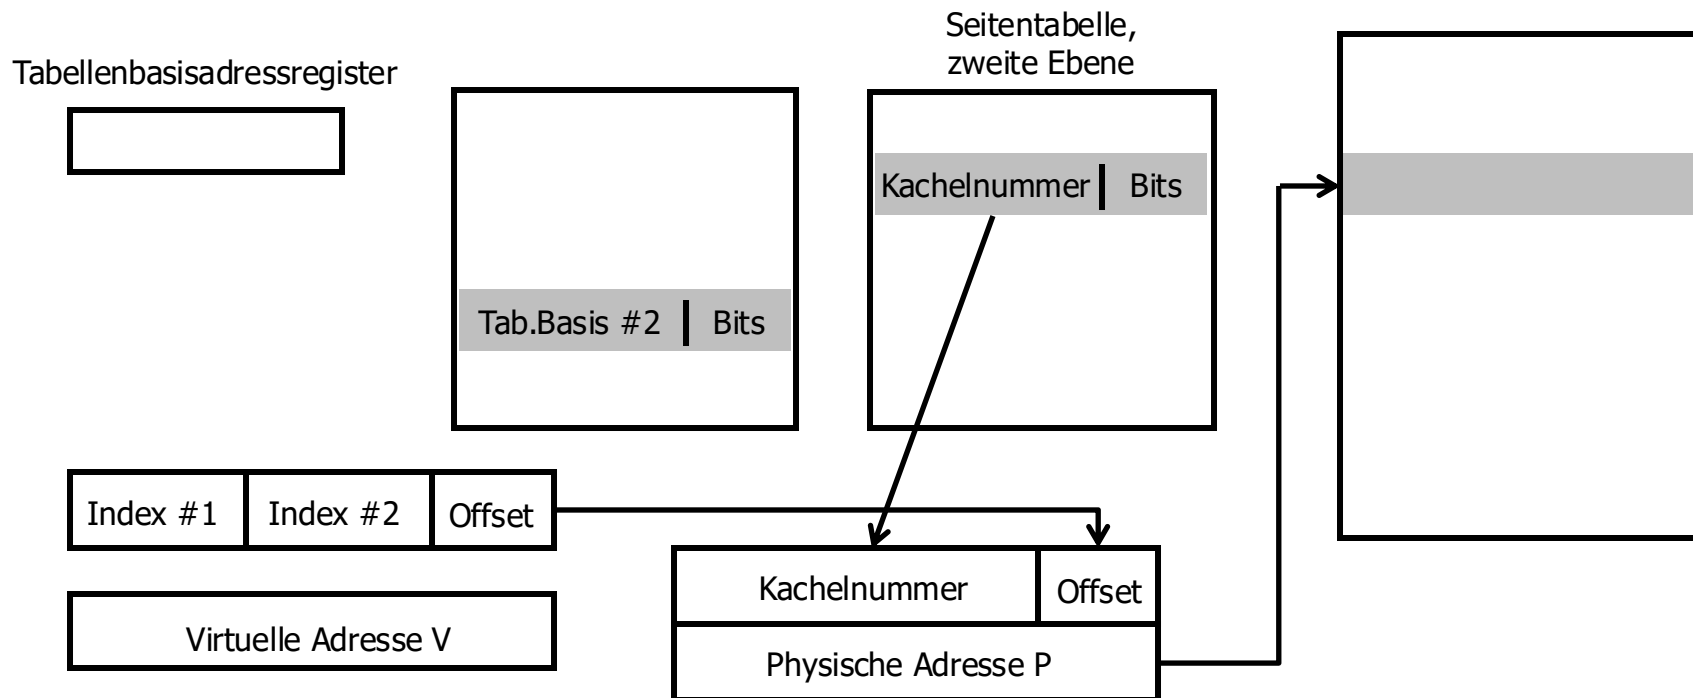 Seitentabelle,
zweite Ebene
Tabellenbasisadressregister
Kachelnummer | Bits
Tab.Basis #2 | Bits
Index #1 Index #2 Offset
Kachelnummer Offset
Virtuelle Adresse V
Physische Adresse P